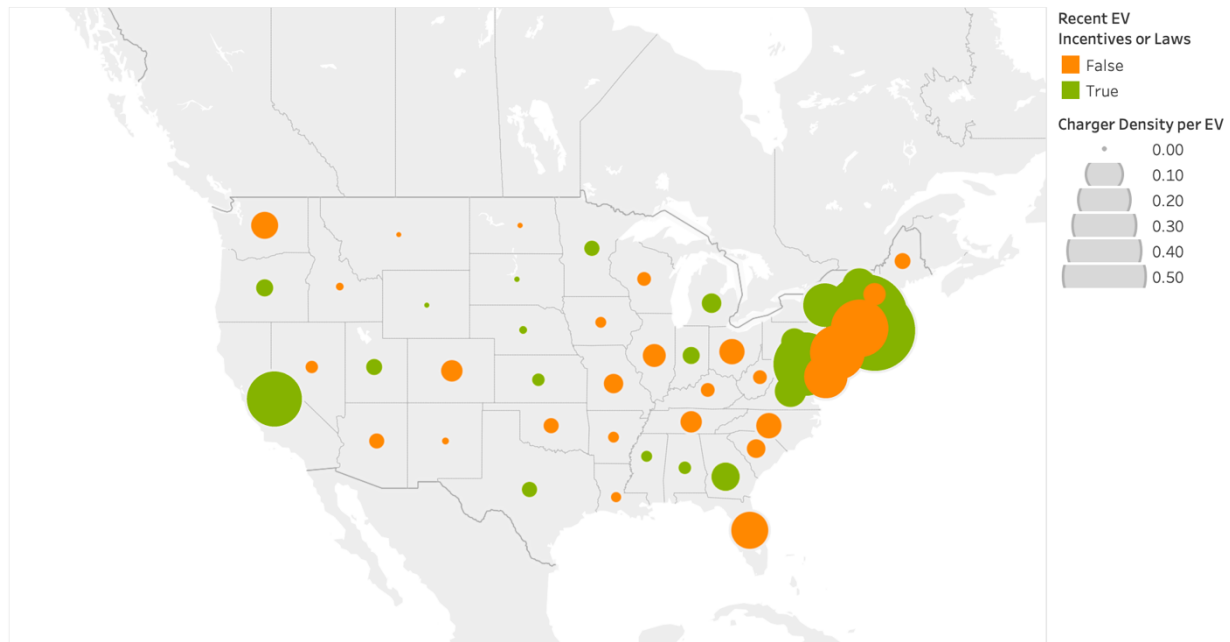 Recent EV
Incentives or Laws
False
True
Charger Density per EV
0.00
0.10
0.20
0.30
0.40
0.50